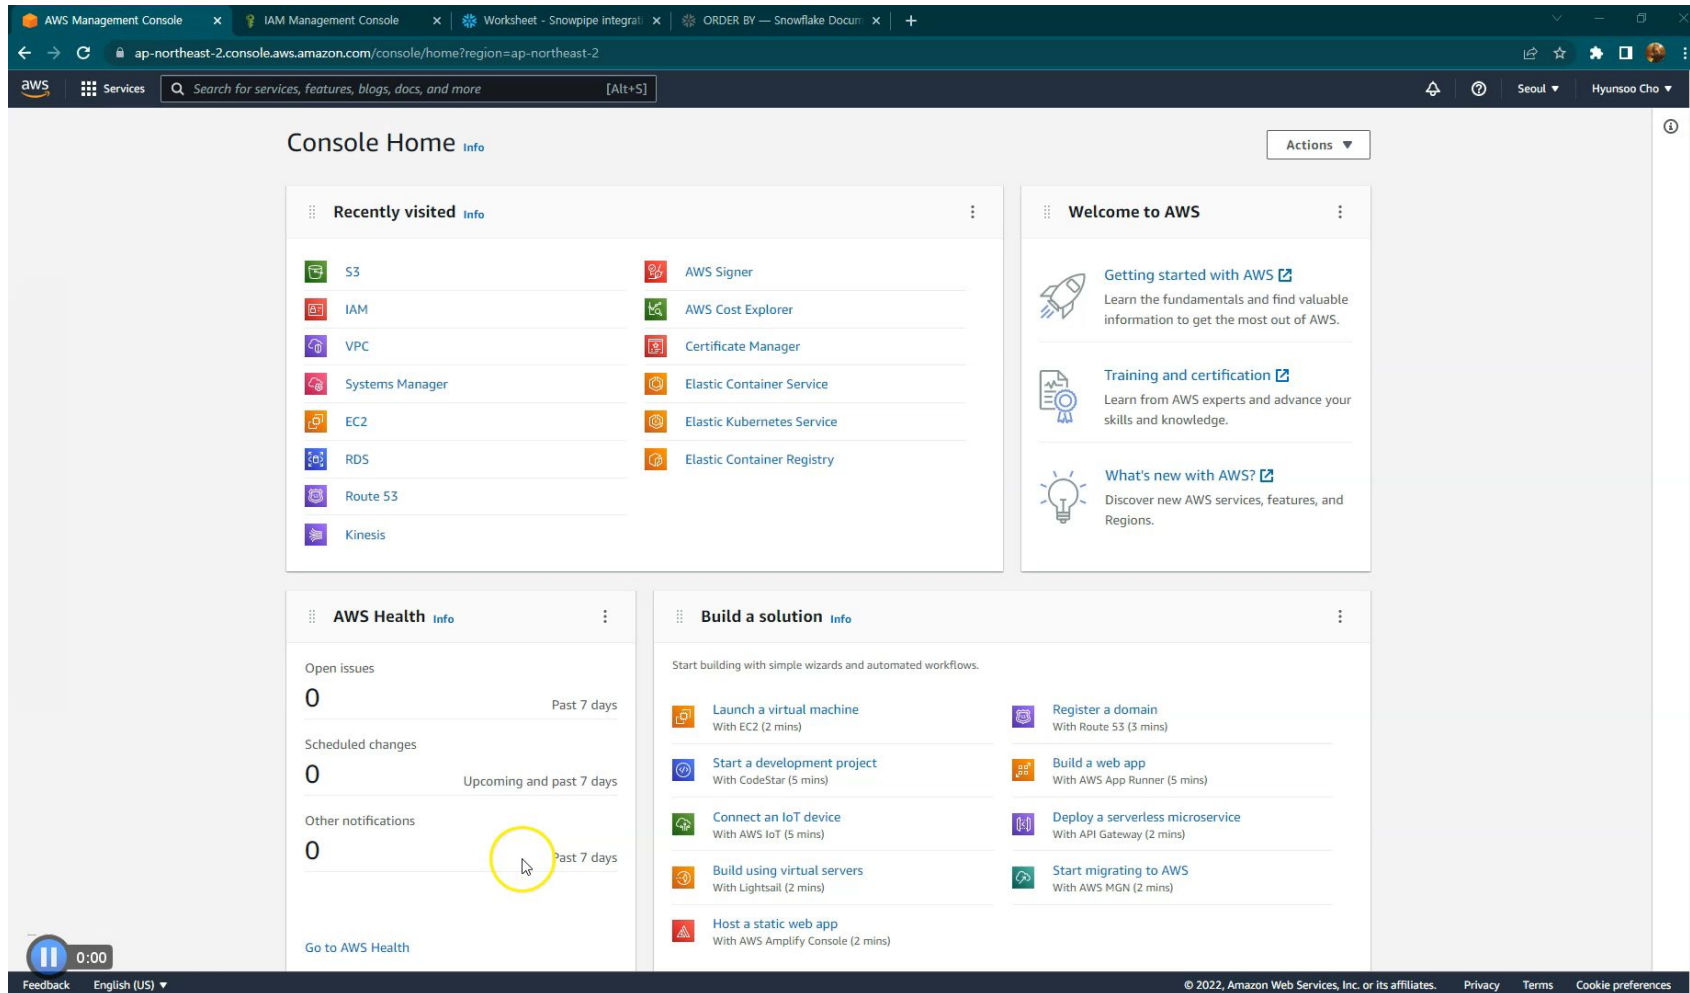 AWS Management Console
IAM Management Console
Worksheet - Snowpipe integrati
ORDER BY — Snowflake Docum
ap-northeast-2.console.aws.amazon.com/console/home?region=ap-northeast-2
aws
Services
Search for services, features, blogs, docs, and more
[Alt+S]
Seoul
Hyunsoo Cho
Console Home Info
Actions
Recently visited Info
S3
IAM
VPC
Systems Manager
EC2
RDS
Route 53
Kinesis
AWS Signer
AWS Cost Explorer
Certificate Manager
Elastic Container Service
Elastic Kubernetes Service
Elastic Container Registry
Welcome to AWS
Getting started with AWS
Learn the fundamentals and find valuable
information to get the most out of AWS.
Training and certification
Learn from AWS experts and advance your
skills and knowledge.
What's new with AWS?
Discover new AWS services, features, and
Regions.
AWS Health Info
Open issues
0
Past 7 days
Scheduled changes
0
Upcoming and past 7 days
Other notifications
0
Past 7 days
Go to AWS Health
Build a solution Info
Start building with simple wizards and automated workflows.
Launch a virtual machine
With EC2 (2 mins)
Start a development project
With CodeStar (5 mins)
Connect an IoT device
With AWS IoT (5 mins)
Build using virtual servers
With Lightsail (2 mins)
Host a static web app
With AWS Amplify Console (2 mins)
Register a domain
With Route 53 (3 mins)
Build a web app
With AWS App Runner (5 mins)
Deploy a serverless microservice
With API Gateway (2 mins)
Start migrating to AWS
With AWS MGN (2 mins)
0:00
Feedback
English (US)
© 2022, Amazon Web Services, Inc. or its affiliates.
Privacy
Terms
Cookie preferences